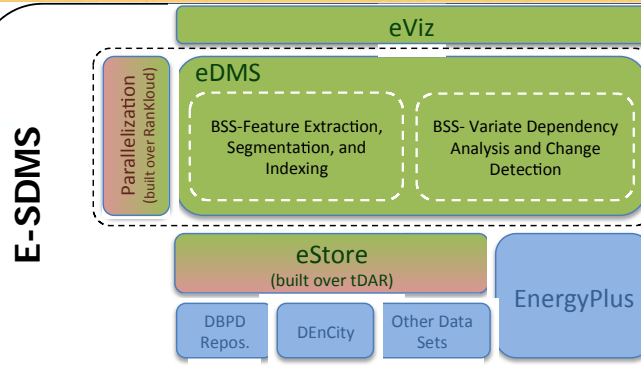 eViz
E-SDMS
Parallelization
(built over RanKloud)
eDMS
BSS-Feature Extraction,
Segmentation, and
Indexing
BSS- Variate Dependency
Analysis and Change
Detection
eStore
(built over tDAR)
EnergyPlus
DBPD
Repos.
DEnCity
Other Data
Sets